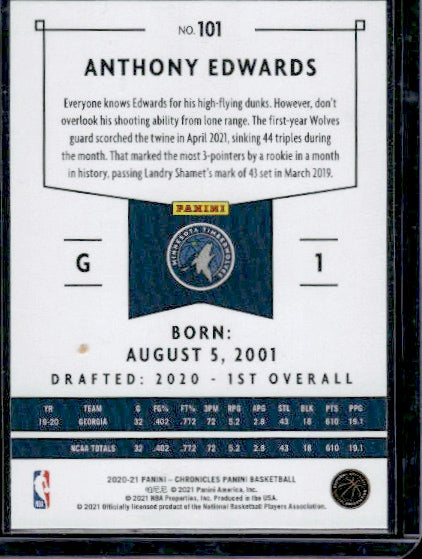 NO. 101
ANTHONY EDWARDS
Everyone knows Edwards for his high-flying dunks. However, don't
overlook his shooting ability from lone range. The first-year Wolves
guard scorched the twine in April 2021, sinking 44 triples during
the month. That marked the most 3-pointers by a rookie in a month
in history, passing Landry Shamet's mark of 43 set in March 2019.
PANINI
MINNESOTA TIMBERWOLVES
G
1
BORN:
AUGUST 5, 2001
DRAFTED: 2020 - 1ST OVERALL
YR TEAM G FG% FT% 3PM RPG APG STL BLK PTS PPG
19-20 GEORGIA 32 .402 .772 72 5.2 2.8 43 18 610 19.1
NCAA TOTALS 32 .402 .772 72 5.2 2.8 43 18 610 19.1
2020-21 PANINI - CHRONICLES PANINI BASKETBALL
帕尼尼 © 2021 Panini America, Inc.
© 2021 NBA Properties, Inc. Produced in the USA.
© 2021 Officially licensed product of the National Basketball Players Association.